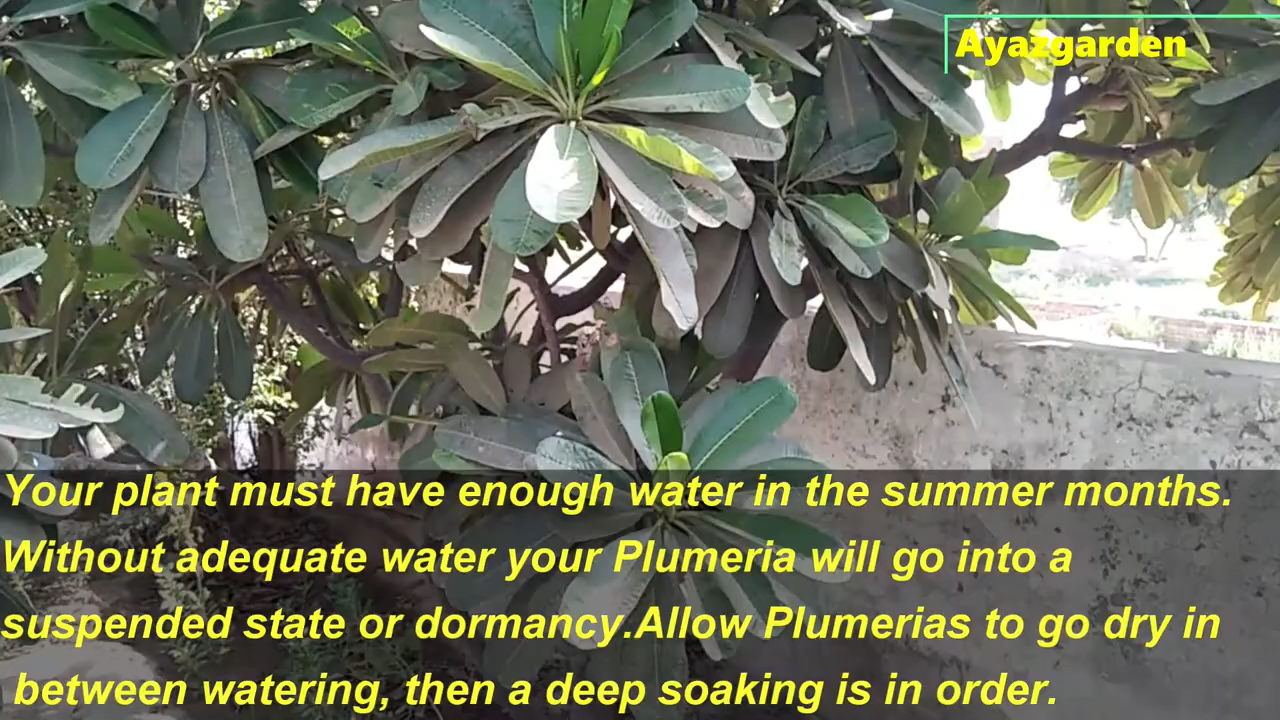 Ayazgarden
Your plant must have enough water in the summer months.
Without adequate water your Plumeria will go into a
suspended state or dormancy.Allow Plumerias to go dry in
between watering, then a deep soaking is in order.